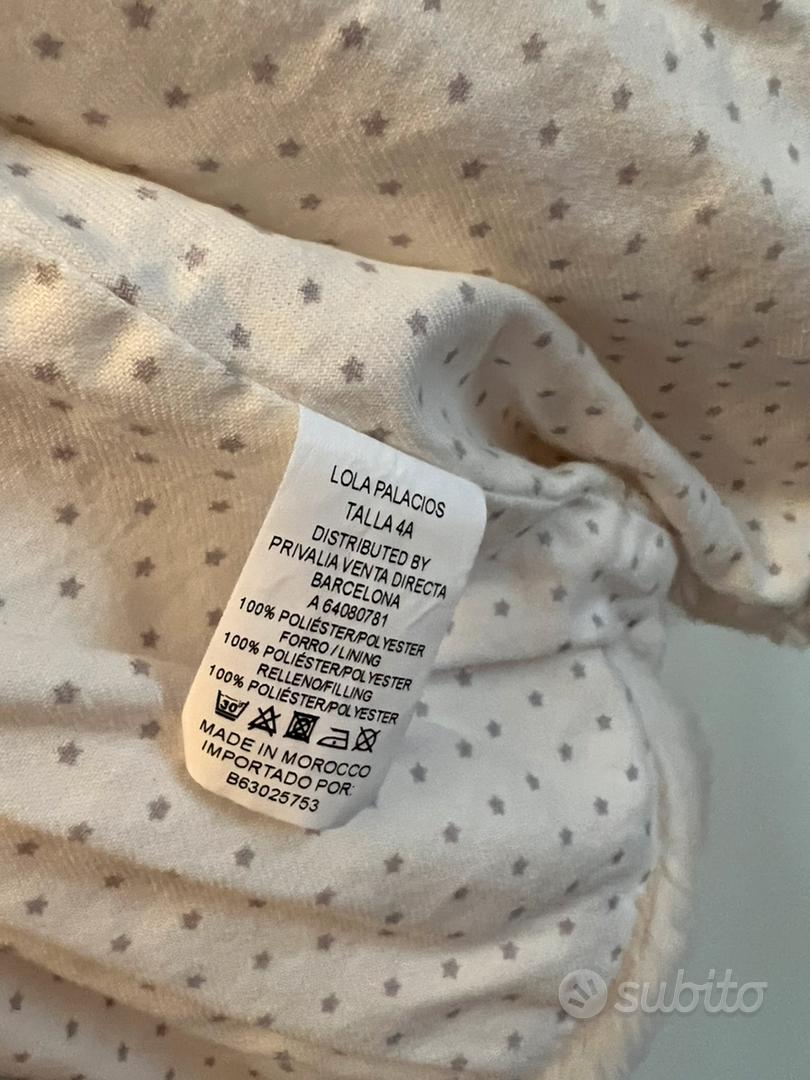 LOLA PALACIOS
TALLA 4A
DISTRIBUTED BY
PRIVALIA VENTA DIRECTA
BARCELONA
A 64080781
100% POLIÉSTER/POLYESTER
FORRO / LINING
100% POLIÉSTER/POLYESTER
RELLENO/FILLING
100% POLIÉSTER/POLYESTER
30°
MADE IN MOROCCO
IMPORTADO POR:
B63025753
subito